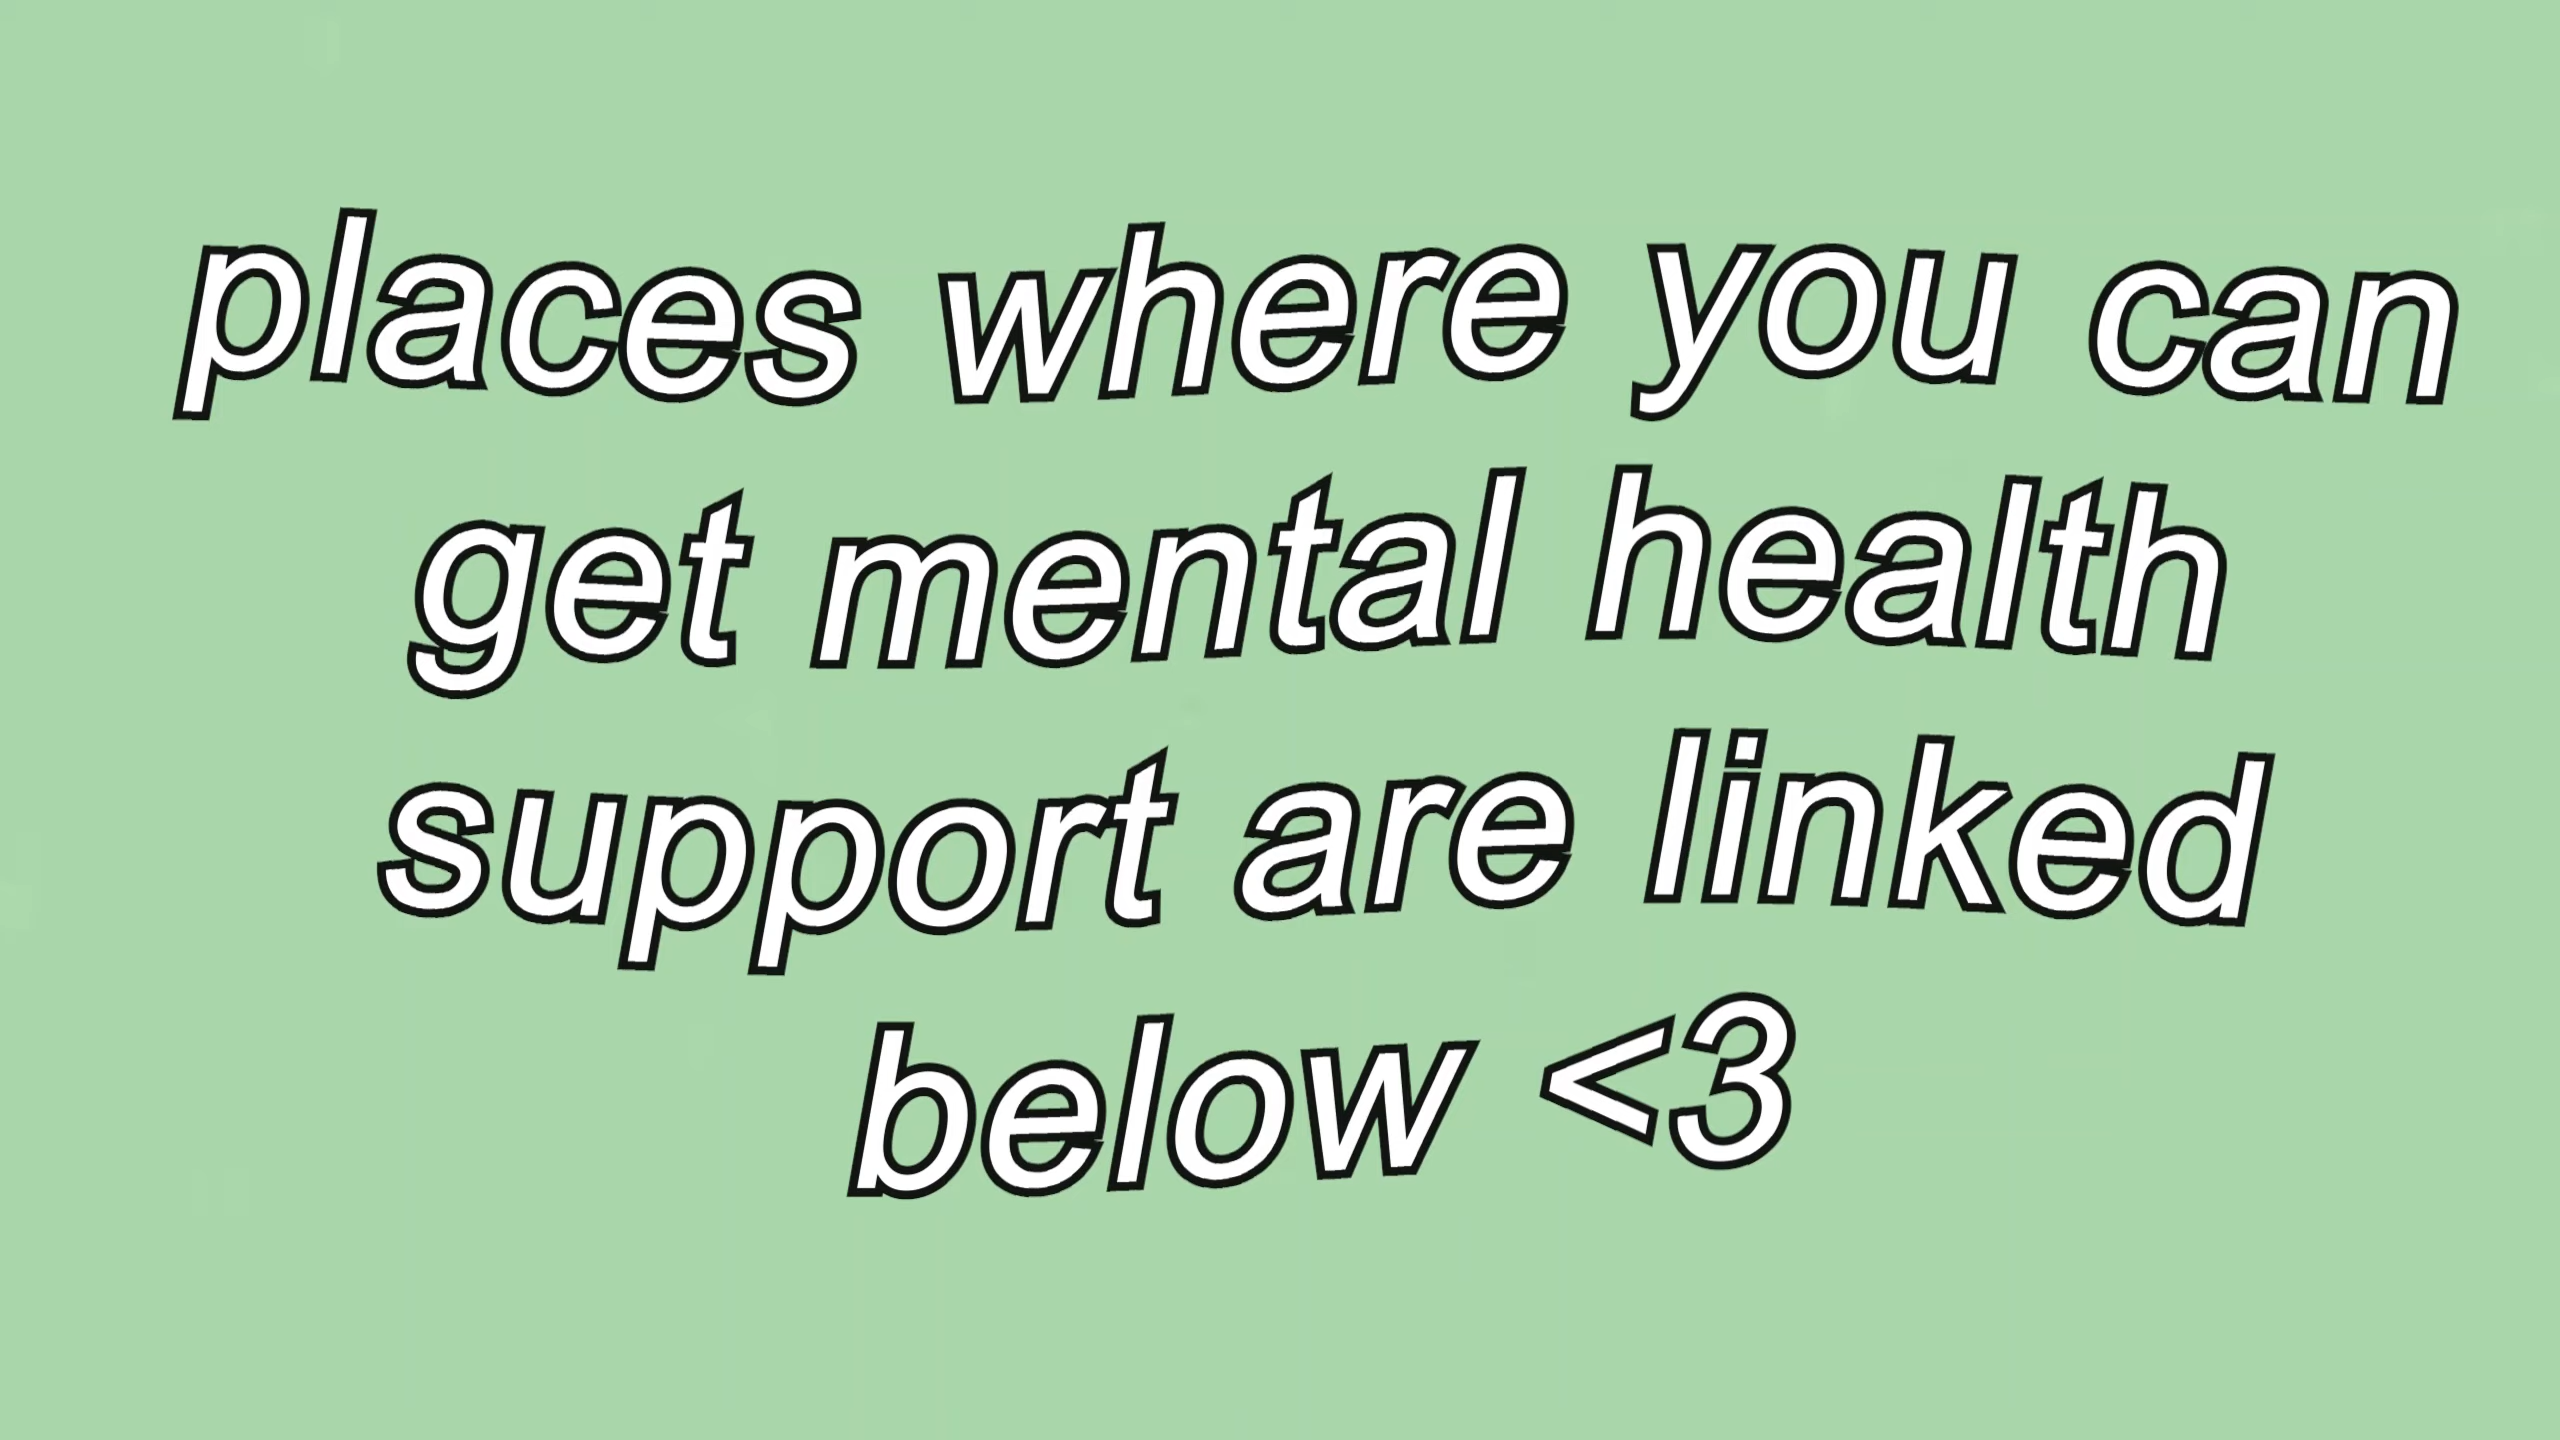 places where you can
get mental health
support are linked
below <3